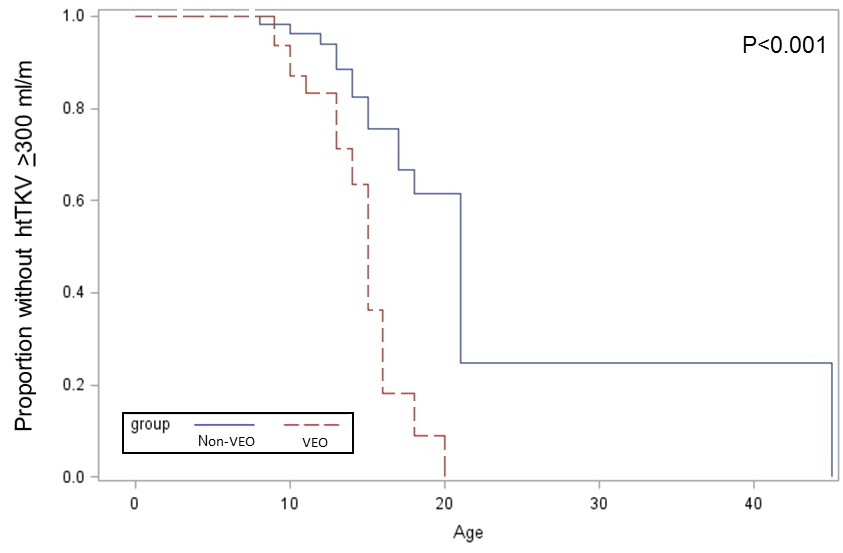 1.0
P<0.001
0.8
0.6
0.4
0.2
0.0
Proportion without htTKV ≥300 ml/m
group
Non-VEO
VEO
0 10 20 30 40
Age